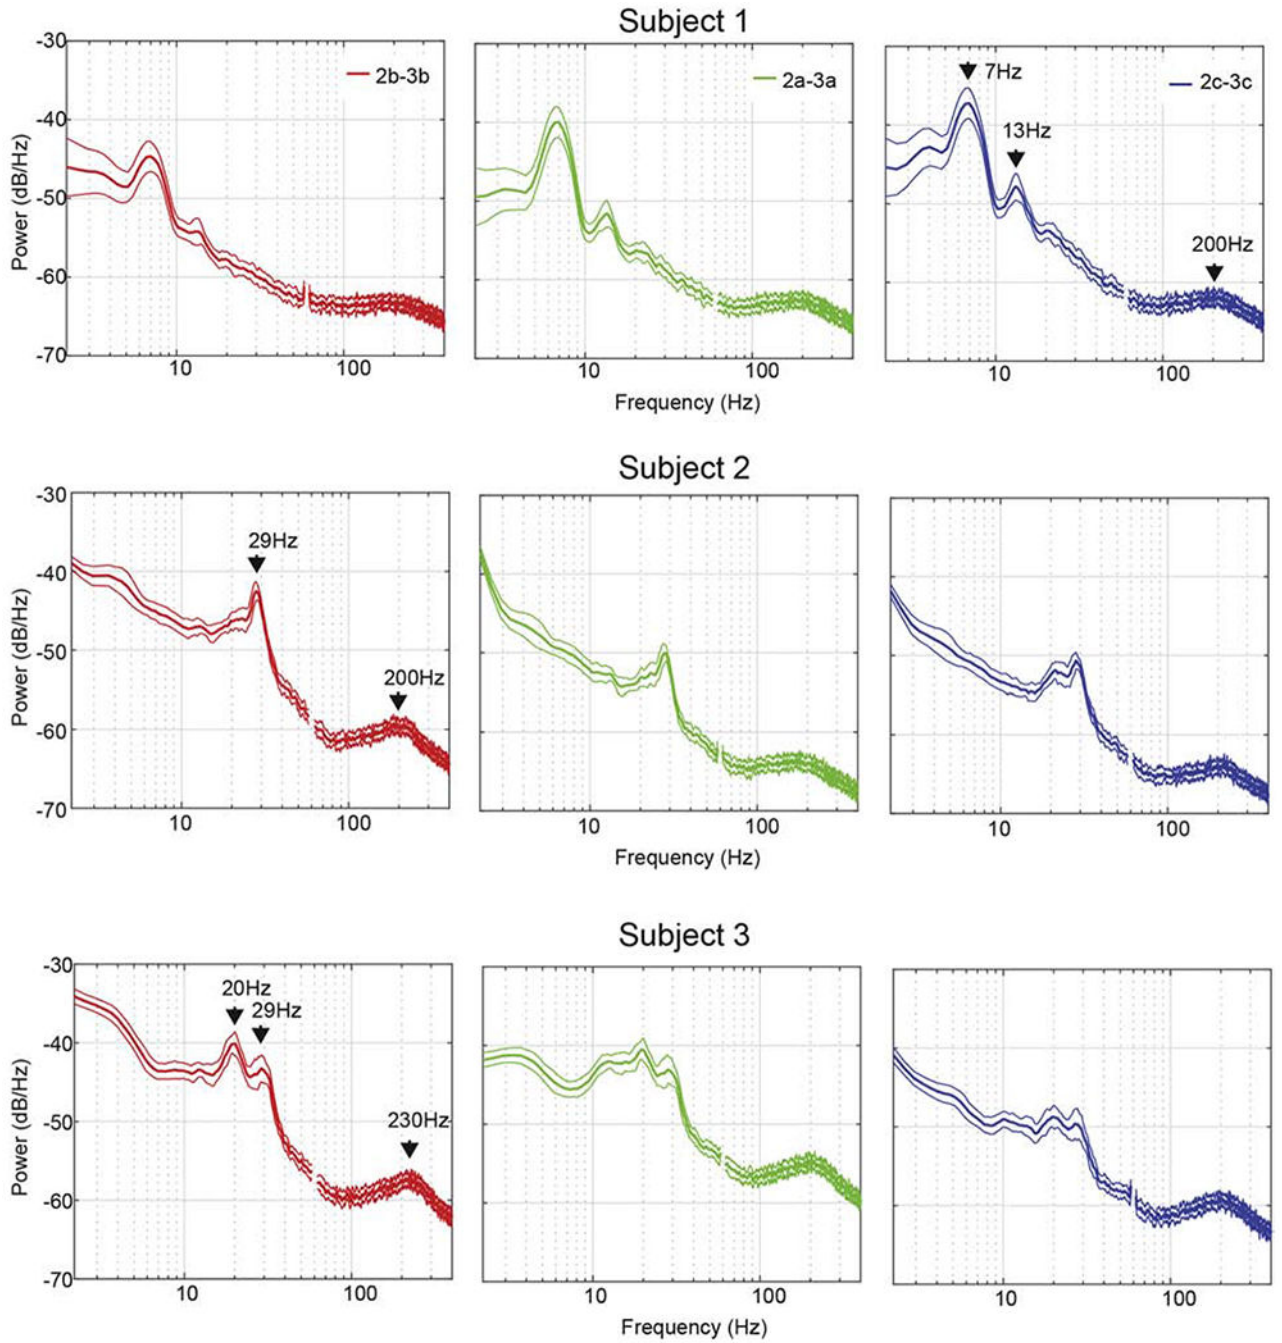 Subject 1
-30
-40
-50
-60
-70
Power (dB/Hz)
2b-3b
2a-3a
2c-3c
7Hz
13Hz
200Hz
10 100 10 100 10 100
Frequency (Hz)
Subject 2
-30
-40
-50
-60
-70
Power (dB/Hz)
29Hz
200Hz
10 100 10 100 10 100
Frequency (Hz)
Subject 3
-30
-40
-50
-60
-70
Power (dB/Hz)
20Hz
29Hz
230Hz
10 100 10 100 10 100
Frequency (Hz)